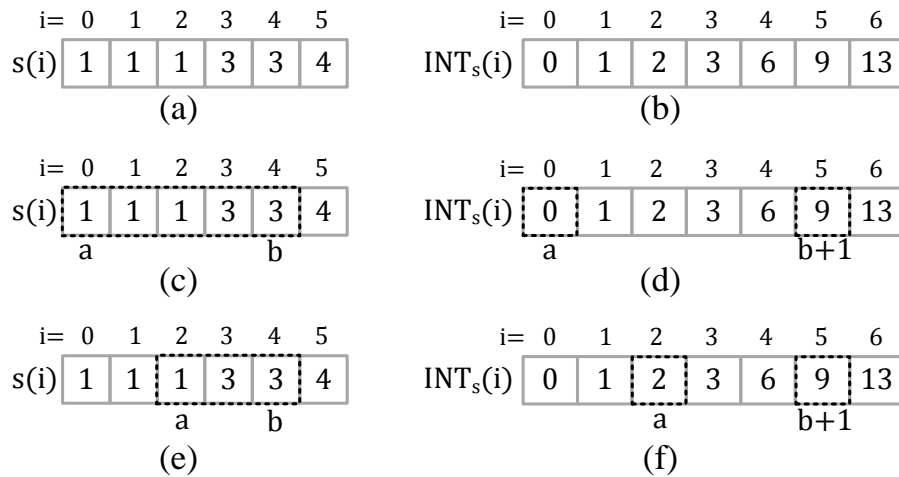 i= 0 1 2 3 4 5
s(i) 1 1 1 3 3 4
(a)
i= 0 1 2 3 4 5 6
INTₛ(i) 0 1 2 3 6 9 13
(b)
i= 0 1 2 3 4 5
s(i) 1 1 1 3 3 4
a b
(c)
i= 0 1 2 3 4 5 6
INTₛ(i) 0 1 2 3 6 9 13
a b+1
(d)
i= 0 1 2 3 4 5
s(i) 1 1 1 3 3 4
a b
(e)
i= 0 1 2 3 4 5 6
INTₛ(i) 0 1 2 3 6 9 13
a b+1
(f)